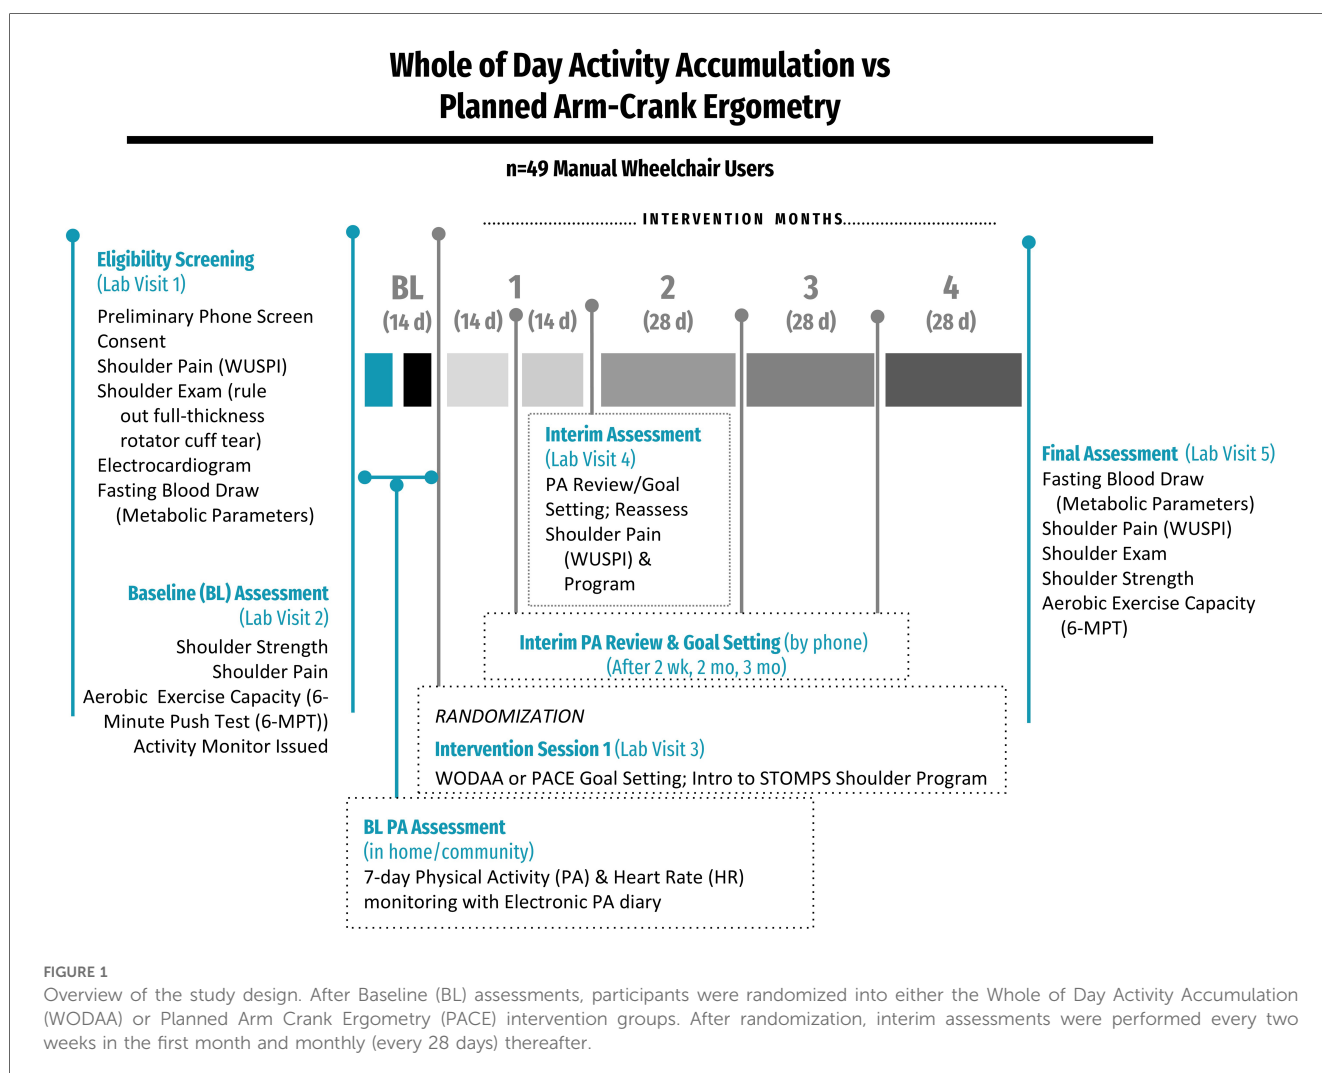 Whole of Day Activity Accumulation vs
Planned Arm-Crank Ergometry
n=49 Manual Wheelchair Users
INTERVENTION MONTHS
Eligibility Screening
(Lab Visit 1)
Preliminary Phone Screen
Consent
Shoulder Pain (WUSPI)
Shoulder Exam (rule
out full-thickness
rotator cuff tear)
Electrocardiogram
Fasting Blood Draw
(Metabolic Parameters)
Baseline (BL) Assessment
(Lab Visit 2)
Shoulder Strength
Shoulder Pain
Aerobic Exercise Capacity (6-
Minute Push Test (6-MPT))
Activity Monitor Issued
BL 1 2 3 4
(14 d) (14 d) (14 d) (28 d) (28 d) (28 d)
Interim Assessment
(Lab Visit 4)
PA Review/Goal
Setting; Reassess
Shoulder Pain
(WUSPI) &
Program
Final Assessment (Lab Visit 5)
Fasting Blood Draw
(Metabolic Parameters)
Shoulder Pain (WUSPI)
Shoulder Exam
Shoulder Strength
Aerobic Exercise Capacity
(6-MPT)
Interim PA Review & Goal Setting (by phone)
(After 2 wk, 2 mo, 3 mo)
RANDOMIZATION
Intervention Session 1 (Lab Visit 3)
WODAA or PACE Goal Setting; Intro to STOMPS Shoulder Program
BL PA Assessment
(in home/community)
7-day Physical Activity (PA) & Heart Rate (HR)
monitoring with Electronic PA diary
FIGURE 1
Overview of the study design. After Baseline (BL) assessments, participants were randomized into either the Whole of Day Activity Accumulation
(WODAA) or Planned Arm Crank Ergometry (PACE) intervention groups. After randomization, interim assessments were performed every two
weeks in the first month and monthly (every 28 days) thereafter.